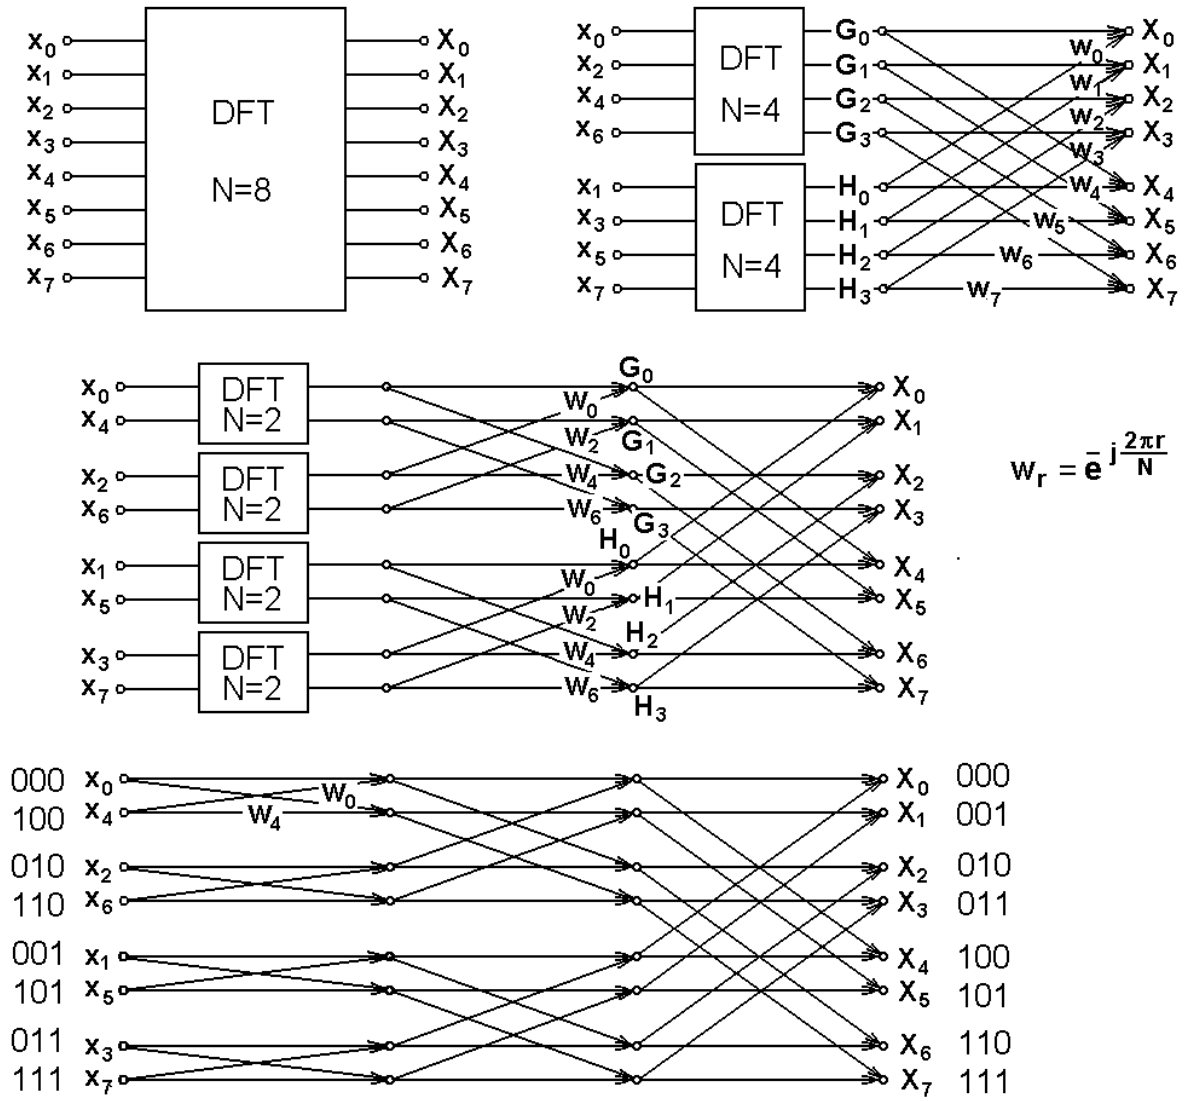 x₀ X₀
x₁ X₁
x₂ DFT X₂
x₃ X₃
x₄ N=8 X₄
x₅ X₅
x₆ X₆
x₇ X₇
x₀ G₀ w₀ X₀
x₂ DFT G₁ w₁ X₁
x₄ N=4 G₂ w₂ X₂
x₆ G₃ w₃ X₃
x₁ H₀ w₄ X₄
x₃ DFT H₁ w₅ X₅
x₅ N=4 H₂ w₆ X₆
x₇ H₃ w₇ X₇
G₀
x₀ DFT w₀ X₀
x₄ N=2 w₂ G₁ X₁
x₂ DFT w₄ G₂ X₂
x₆ N=2 w₆ G₃ X₃
H₀
x₁ DFT w₀ X₄
x₅ N=2 w₂ H₁ X₅
H₂
x₃ DFT w₄ X₆
x₇ N=2 w₆ X₇
H₃
w_r = e^(-j 2πr/N)
000 x₀ w₀ X₀ 000
100 x₄ w₄ X₁ 001
010 x₂ X₂ 010
110 x₆ X₃ 011
001 x₁ X₄ 100
101 x₅ X₅ 101
011 x₃ X₆ 110
111 x₇ X₇ 111